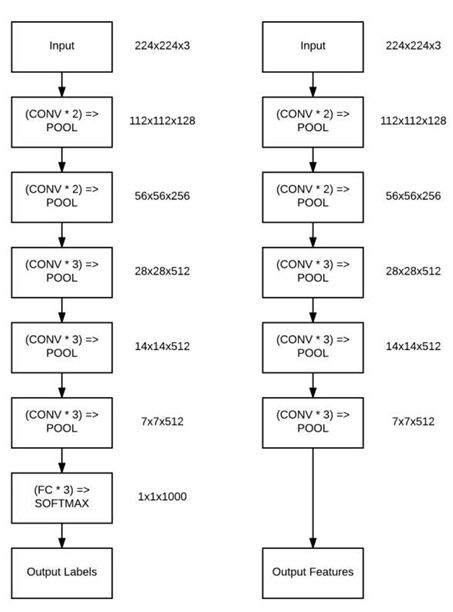 Input 224x224x3
(CONV * 2) =>
POOL
112x112x128
(CONV * 2) =>
POOL
56x56x256
(CONV * 3) =>
POOL
28x28x512
(CONV * 3) =>
POOL
14x14x512
(CONV * 3) =>
POOL
7x7x512
(FC * 3) =>
SOFTMAX
1x1x1000
Output Labels
Input 224x224x3
(CONV * 2) =>
POOL
112x112x128
(CONV * 2) =>
POOL
56x56x256
(CONV * 3) =>
POOL
28x28x512
(CONV * 3) =>
POOL
14x14x512
(CONV * 3) =>
POOL
7x7x512
Output Features